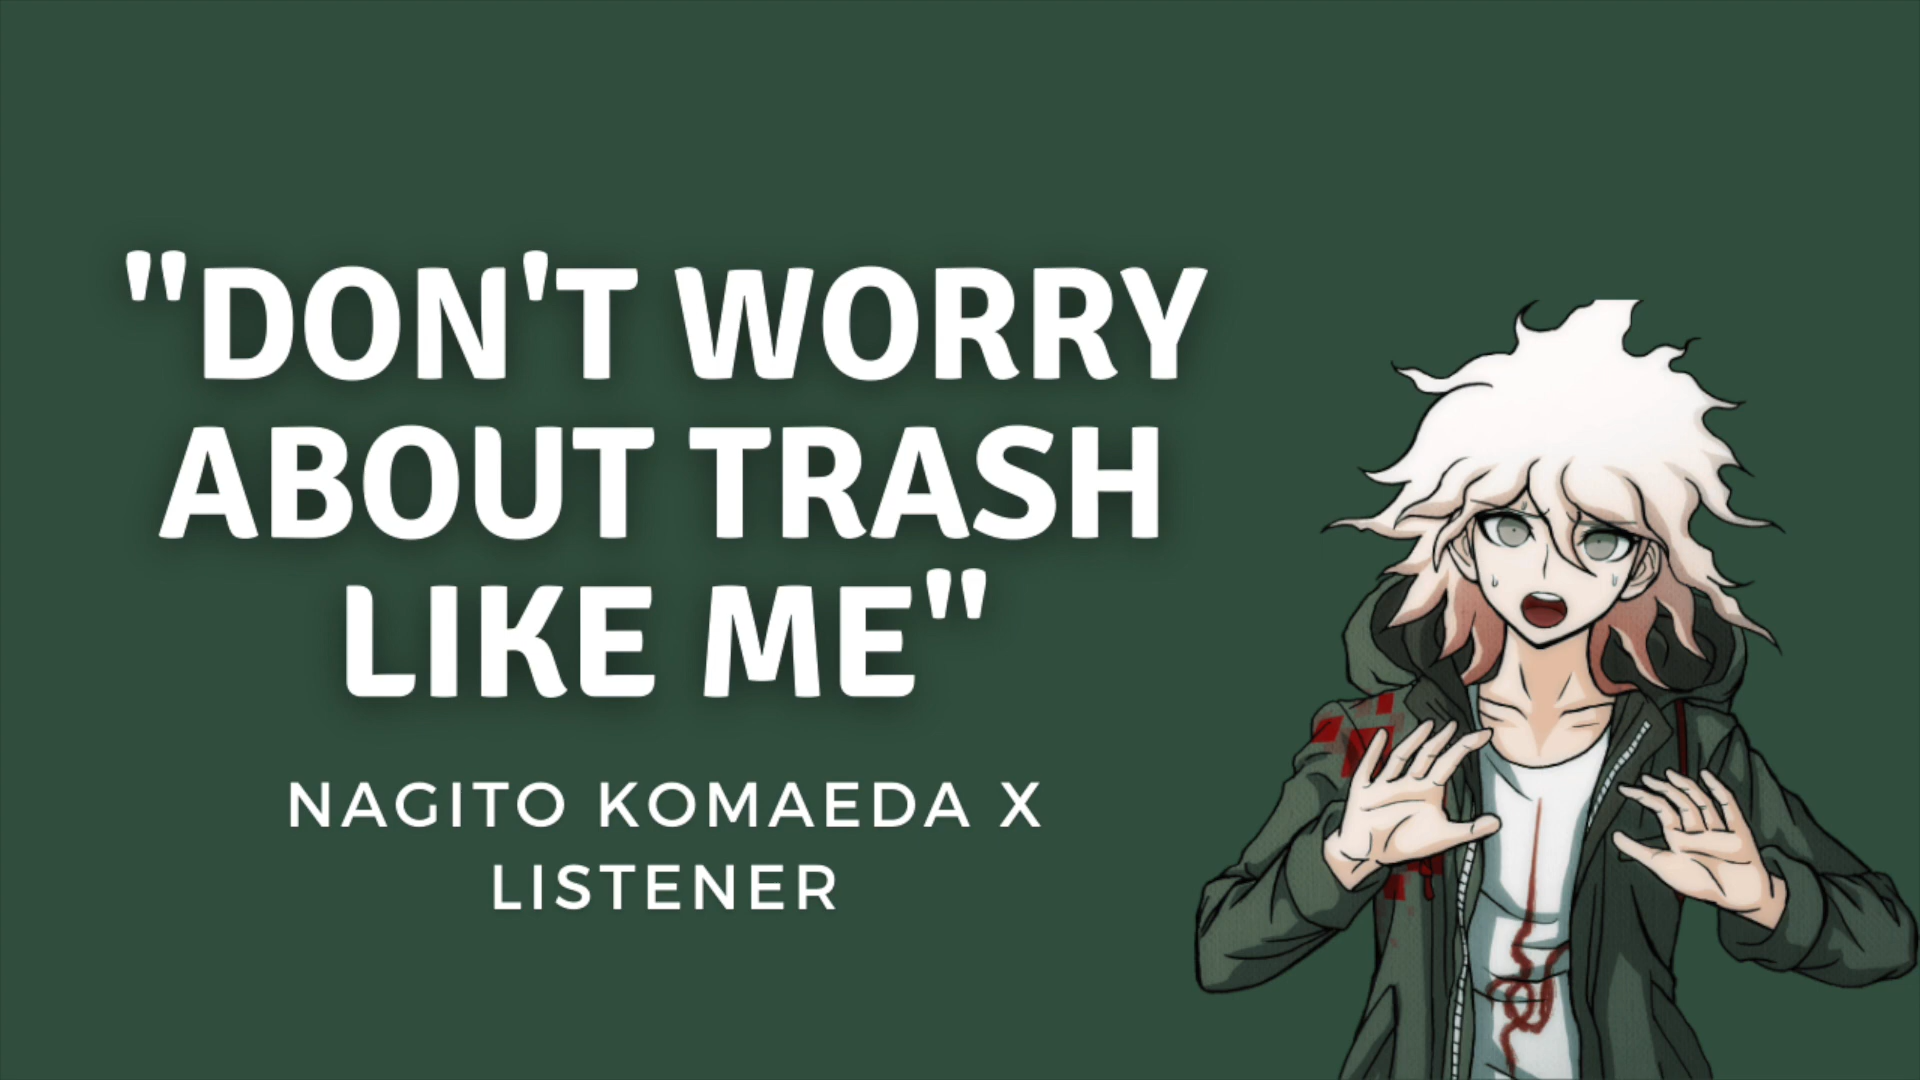 "DON'T WORRY
ABOUT TRASH
LIKE ME"
NAGITO KOMAEDA X
LISTENER